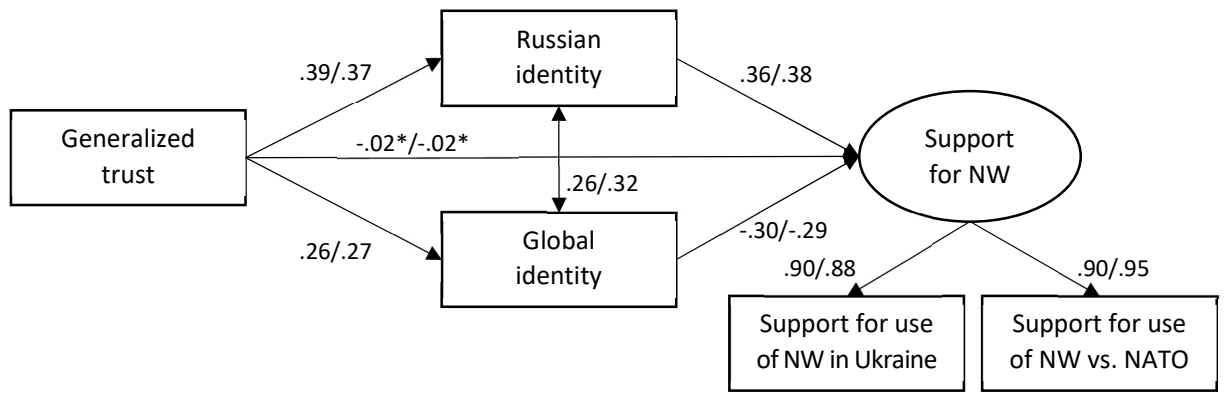 Russian
identity
.39/.37
.36/.38
Generalized
trust
-.02*/-.02*
Support
for NW
.26/.32
Global
identity
.26/.27
-.30/-.29
.90/.88
.90/.95
Support for use
of NW in Ukraine
Support for use
of NW vs. NATO